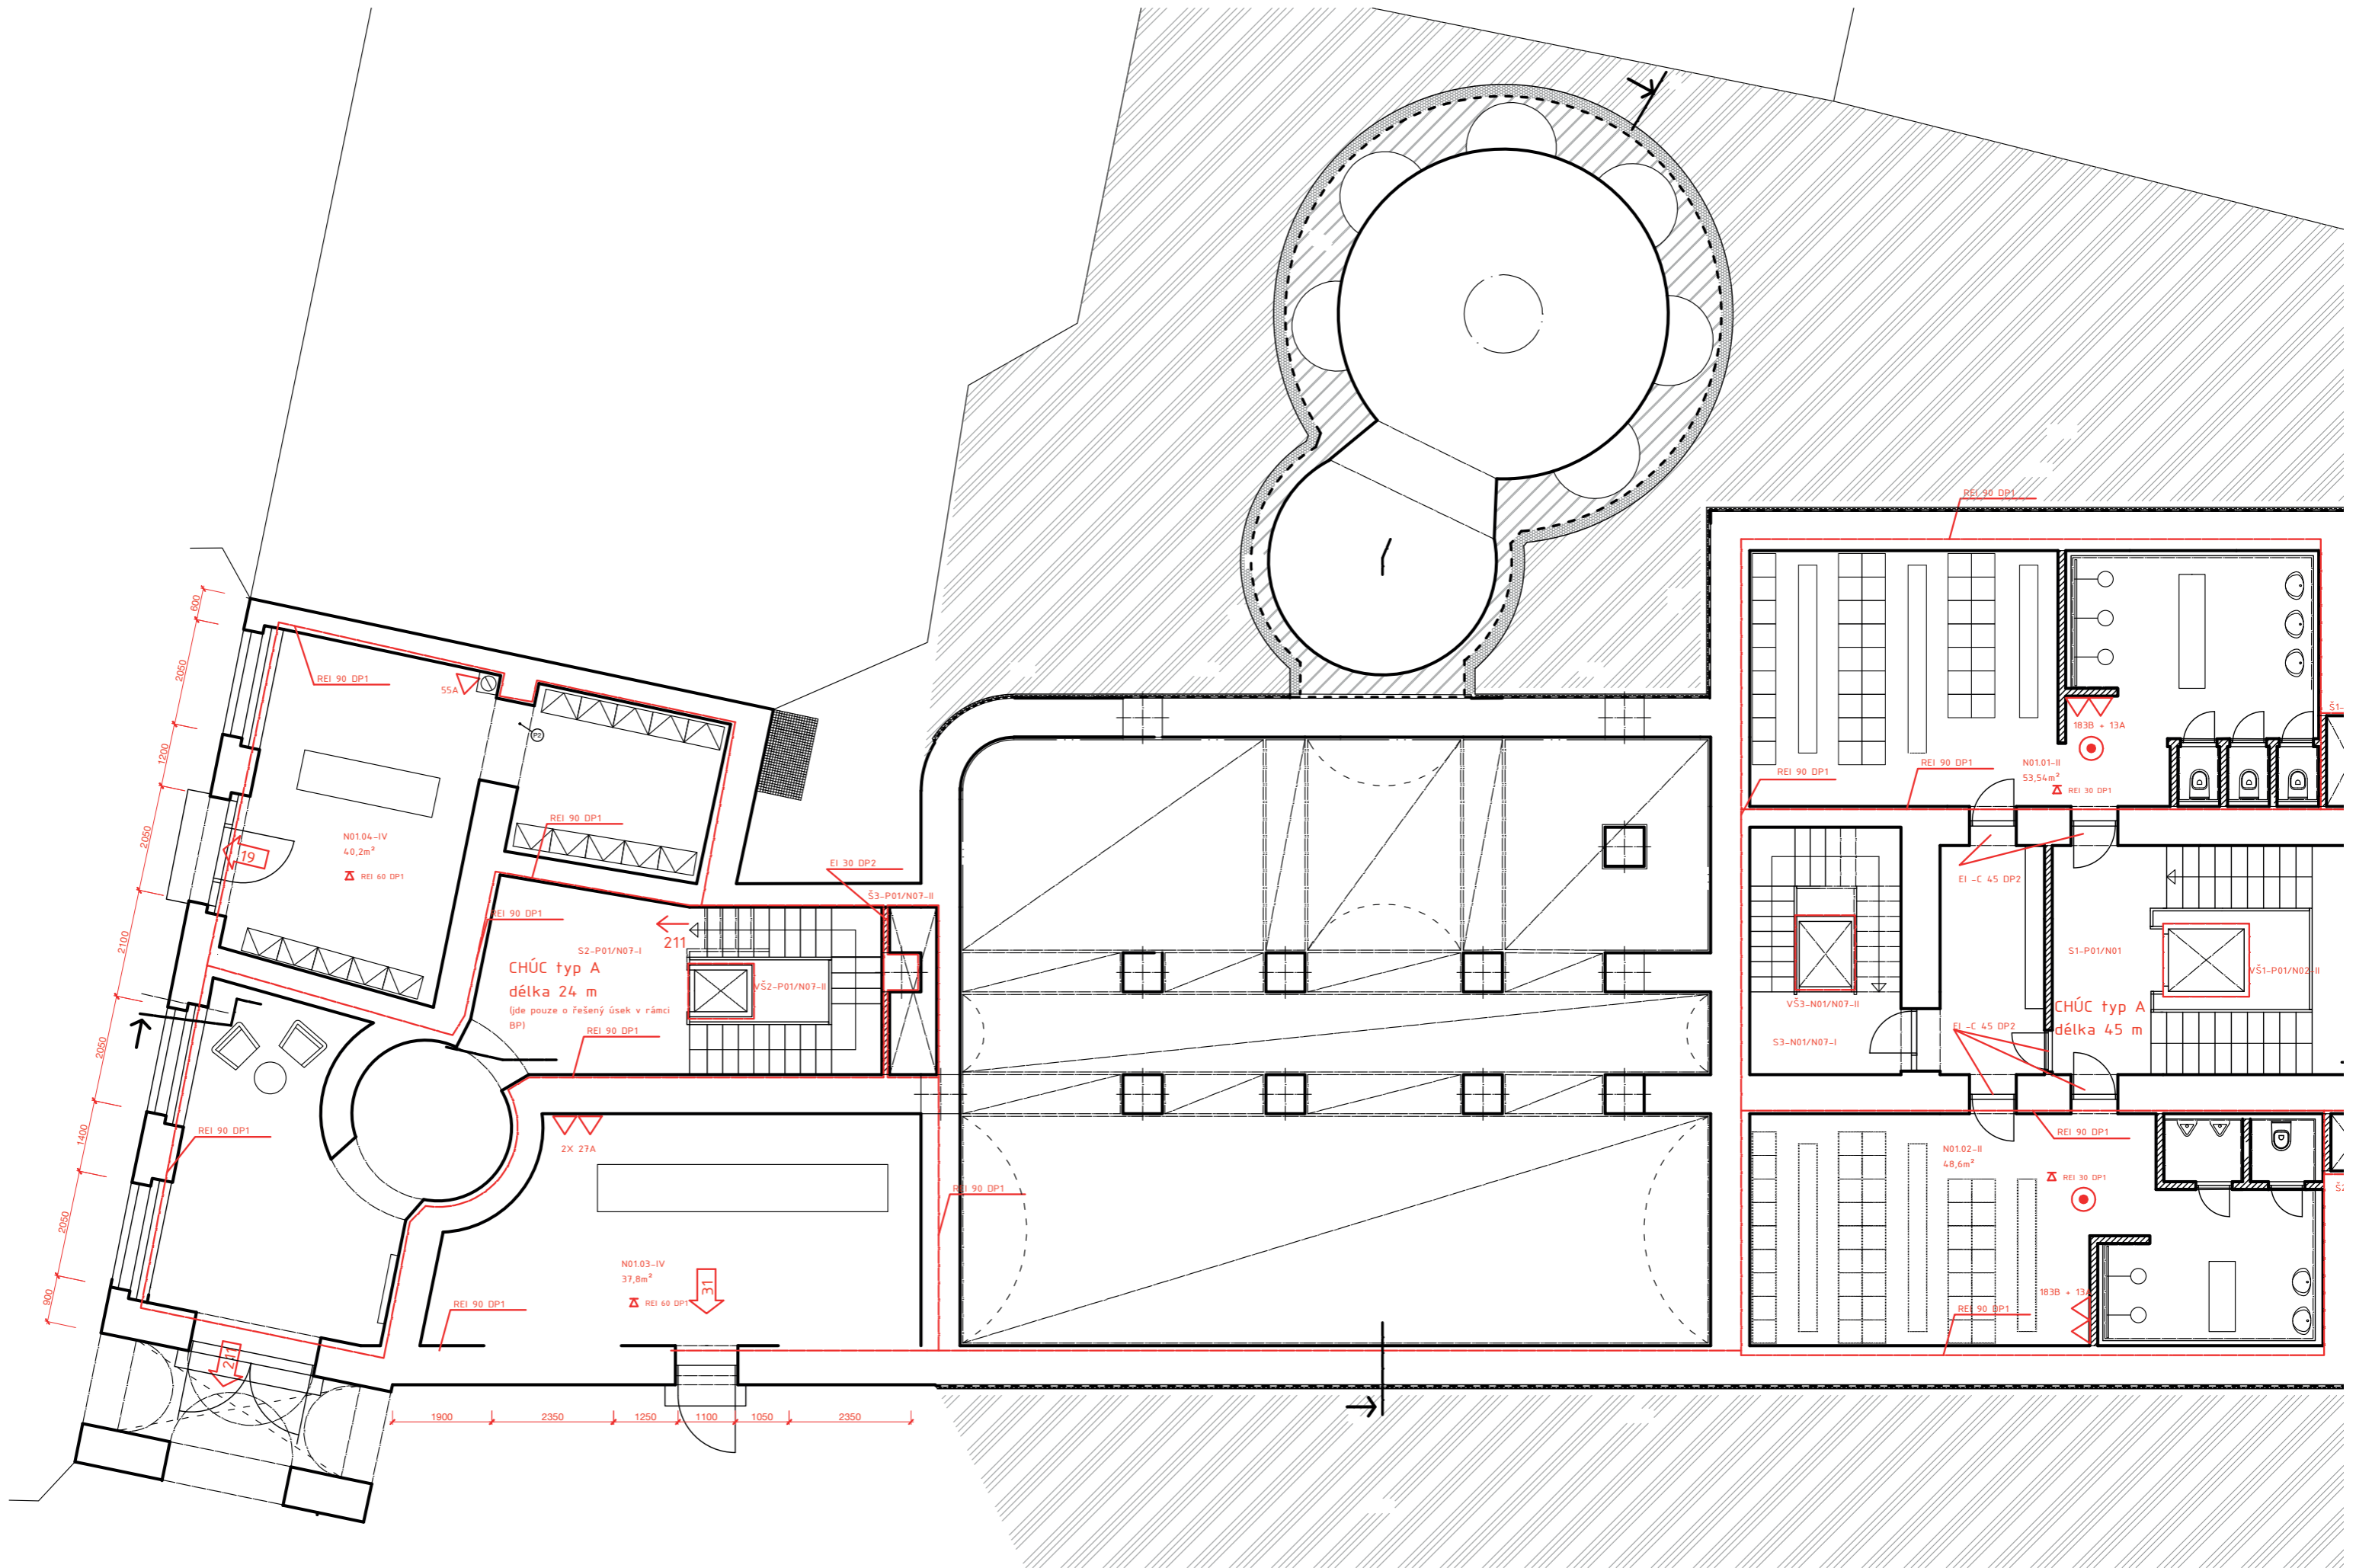 REI 90 DP1
600
REI 90 DP1
2050
55A
P2
1200
183B + 13A
N01.01-II
53,54m²
REI 30 DP1
REI 90 DP1
REI 90 DP1
2050
N01.04-IV
40,2m²
REI 60 DP1
19
REI 90 DP1
EI 30 DP2
Š3-P01/N07-II
EI -C 45 DP2
2100
REI 90 DP1
211
S2-P01/N07-I
CHÚC typ A
délka 24 m
(jde pouze o řešený úsek v rámci
BP)
VŠ2-P01/N07-II
REI 90 DP1
S1-P01/N01
VŠ1-P01/N02-II
VŠ3-N01/N07-II
CHÚC typ A
délka 45 m
EI -C 45 DP2
S3-N01/N07-I
2050
1400
REI 90 DP1
2X 27A
REI 90 DP1
N01.02-II
48,6m²
REI 30 DP1
REI 90 DP1
2050
900
N01.03-IV
37,8m²
REI 60 DP1
31
REI 90 DP1
183B + 13A
REI 90 DP1
211
1900
2350
1250
1100
1050
2350